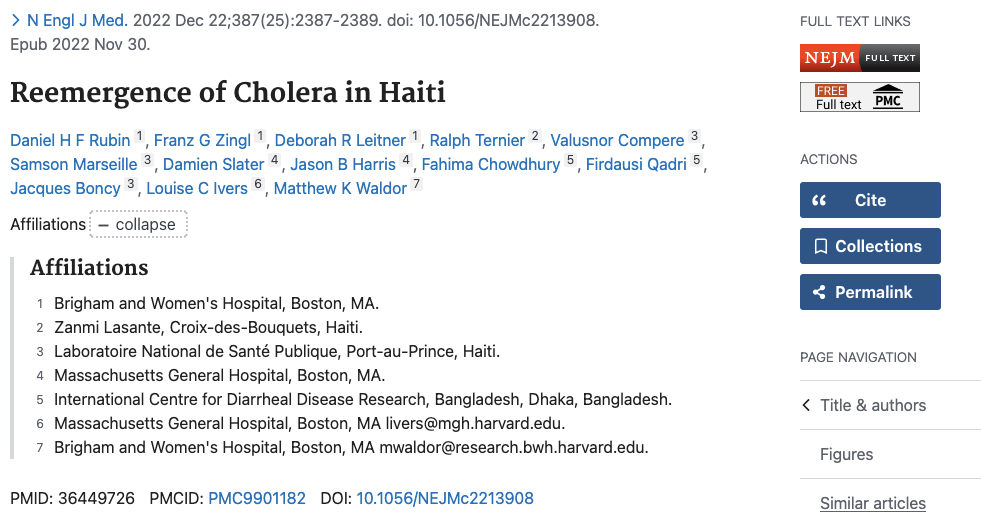 N Engl J Med. 2022 Dec 22;387(25):2387-2389. doi: 10.1056/NEJMc2213908.
Epub 2022 Nov 30.
Reemergence of Cholera in Haiti
Daniel H F Rubin 1, Franz G Zingl 1, Deborah R Leitner 1, Ralph Ternier 2, Valusnor Compere 3,
Samson Marseille 3, Damien Slater 4, Jason B Harris 4, Fahima Chowdhury 5, Firdausi Qadri 5,
Jacques Boncy 3, Louise C Ivers 6, Matthew K Waldor 7
Affiliations – collapse
Affiliations
1 Brigham and Women's Hospital, Boston, MA.
2 Zanmi Lasante, Croix-des-Bouquets, Haiti.
3 Laboratoire National de Santé Publique, Port-au-Prince, Haiti.
4 Massachusetts General Hospital, Boston, MA.
5 International Centre for Diarrheal Disease Research, Bangladesh, Dhaka, Bangladesh.
6 Massachusetts General Hospital, Boston, MA livers@mgh.harvard.edu.
7 Brigham and Women's Hospital, Boston, MA mwaldor@research.bwh.harvard.edu.
PMID: 36449726 PMCID: PMC9901182 DOI: 10.1056/NEJMc2213908
FULL TEXT LINKS
NEJM FULL TEXT
FREE
Full text PMC
ACTIONS
Cite
Collections
Permalink
PAGE NAVIGATION
Title & authors
Figures
Similar articles